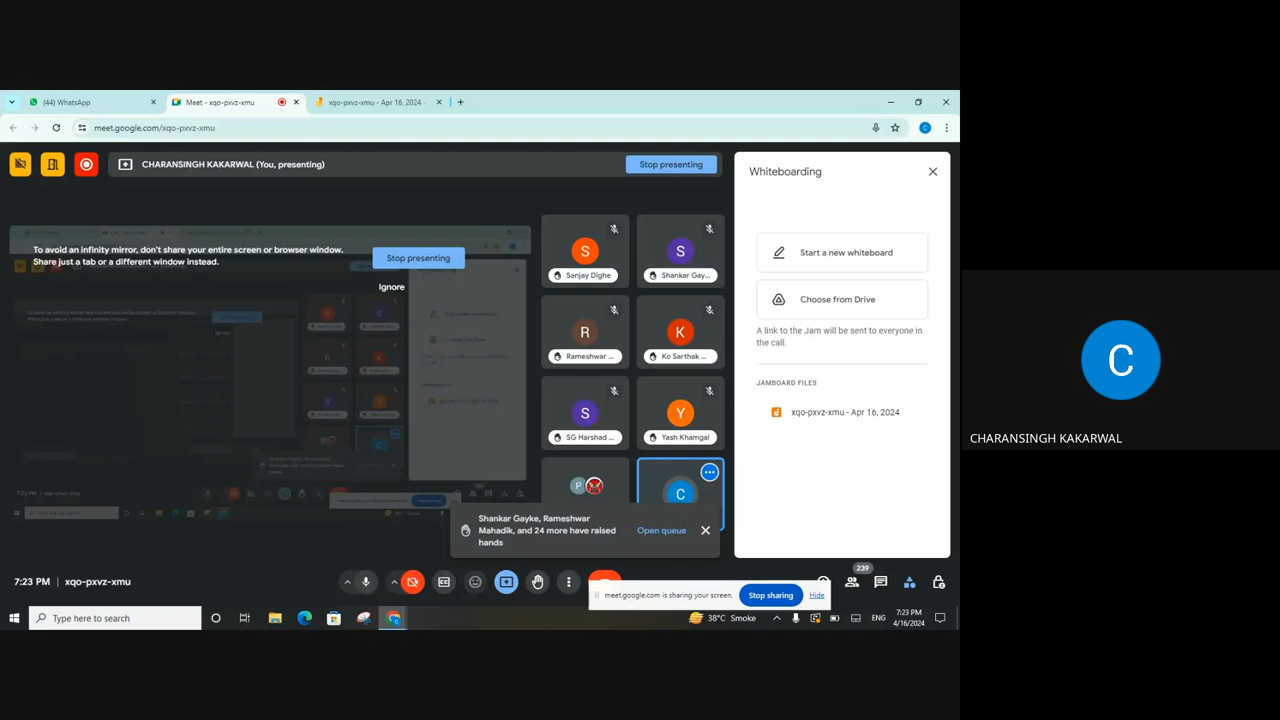 (44) WhatsApp
Meet - xqo-pxvz-xmu
xqo-pxvz-xmu - Apr 16, 2024 -
meet.google.com/xqo-pxvz-xmu
CHARANSINGH KAKARWAL (You, presenting)
Stop presenting
To avoid an infinity mirror, don't share your entire screen or browser window.
Share just a tab or a different window instead.
Stop presenting
Ignore
S
Sanjay Dighe
S
Shankar Gay...
R
Rameshwar ...
K
Ko Sarthak ...
S
SG Harshad ...
Y
Yash Khamgal
P
C
Shankar Gayke, Rameshwar
Mahadik, and 24 more have raised
hands
Open queue
Whiteboarding
Start a new whiteboard
Choose from Drive
A link to the Jam will be sent to everyone in
the call.
JAMBOARD FILES
xqo-pxvz-xmu - Apr 16, 2024
7:23 PM | xqo-pxvz-xmu
239
meet.google.com is sharing your screen.
Stop sharing
Hide
Type here to search
38°C Smoke
ENG
7:23 PM
4/16/2024
C
CHARANSINGH KAKARWAL